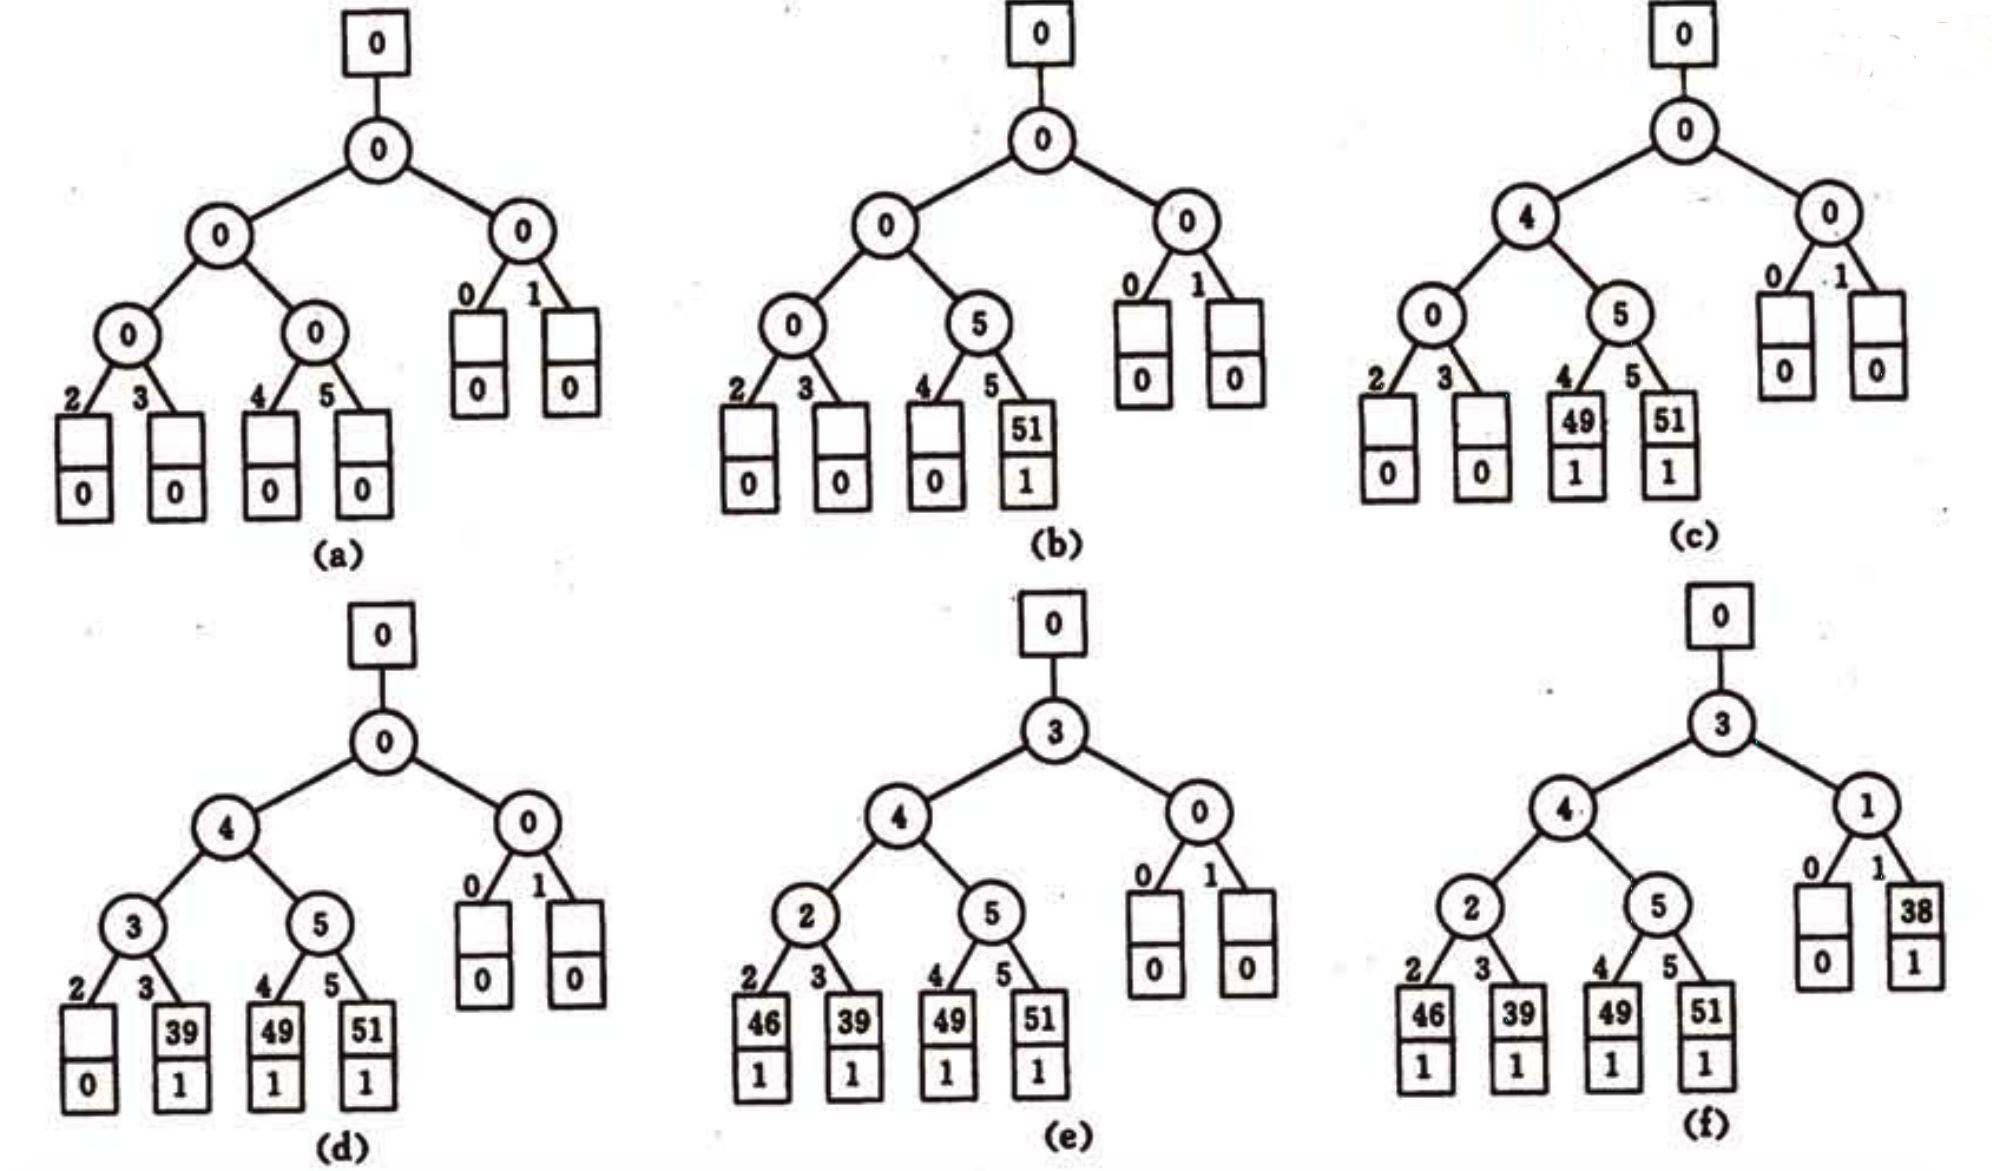 0 0 0
0 0 0
0 0 0 0 4 0
0 0 0 1 0 5 0 1 0 5 0 1
2 3 4 5 0 0 2 3 4 5 0 0 2 3 4 5 0 0
51 49 51
0 0 0 0 0 0 0 1 0 0 1 1
(a) (b) (c)
0 0 0
0 3 3
4 0 4 0 4 1
3 5 0 1 2 5 0 1 2 5 0 1
38
2 3 4 5 0 0 2 3 4 5 0 0 2 3 4 5 0 1
39 49 51 46 39 49 51 46 39 49 51
0 1 1 1 1 1 1 1 1 1 1 1
(d) (e) (f)